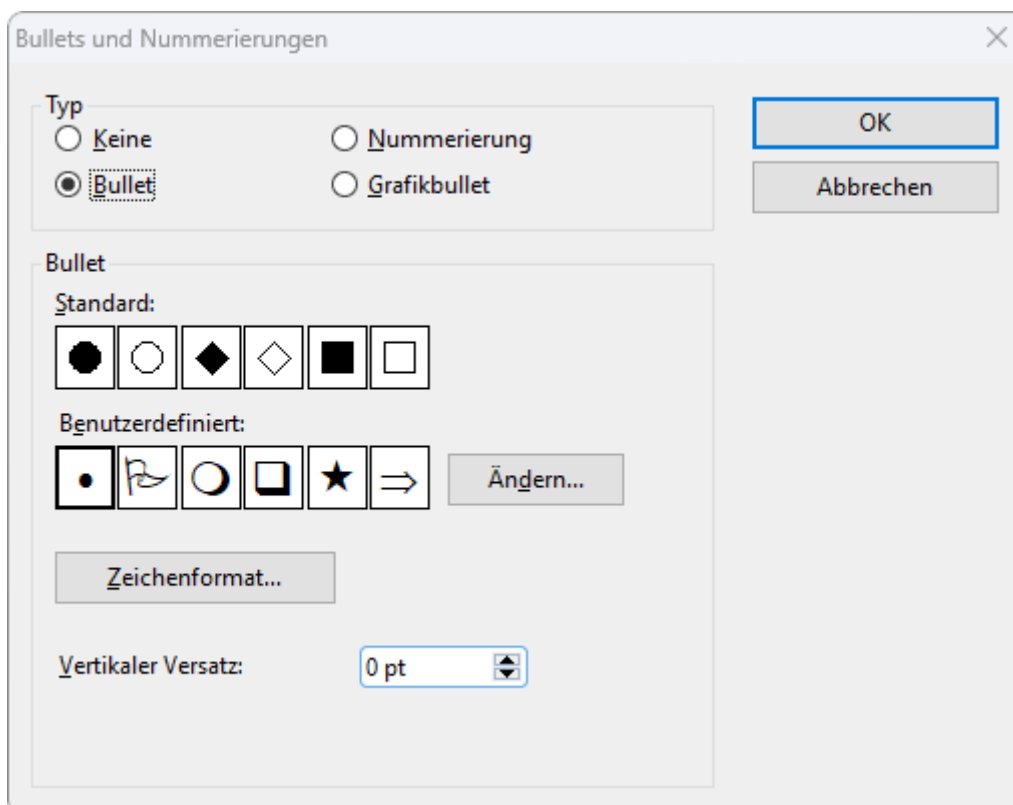 Bullets und Nummerierungen
Typ
Keine
Nummerierung
Bullet
Grafikbullet
OK
Abbrechen
Bullet
Standard:
Benutzerdefiniert:
Ändern...
Zeichenformat...
Vertikaler Versatz:
0 pt